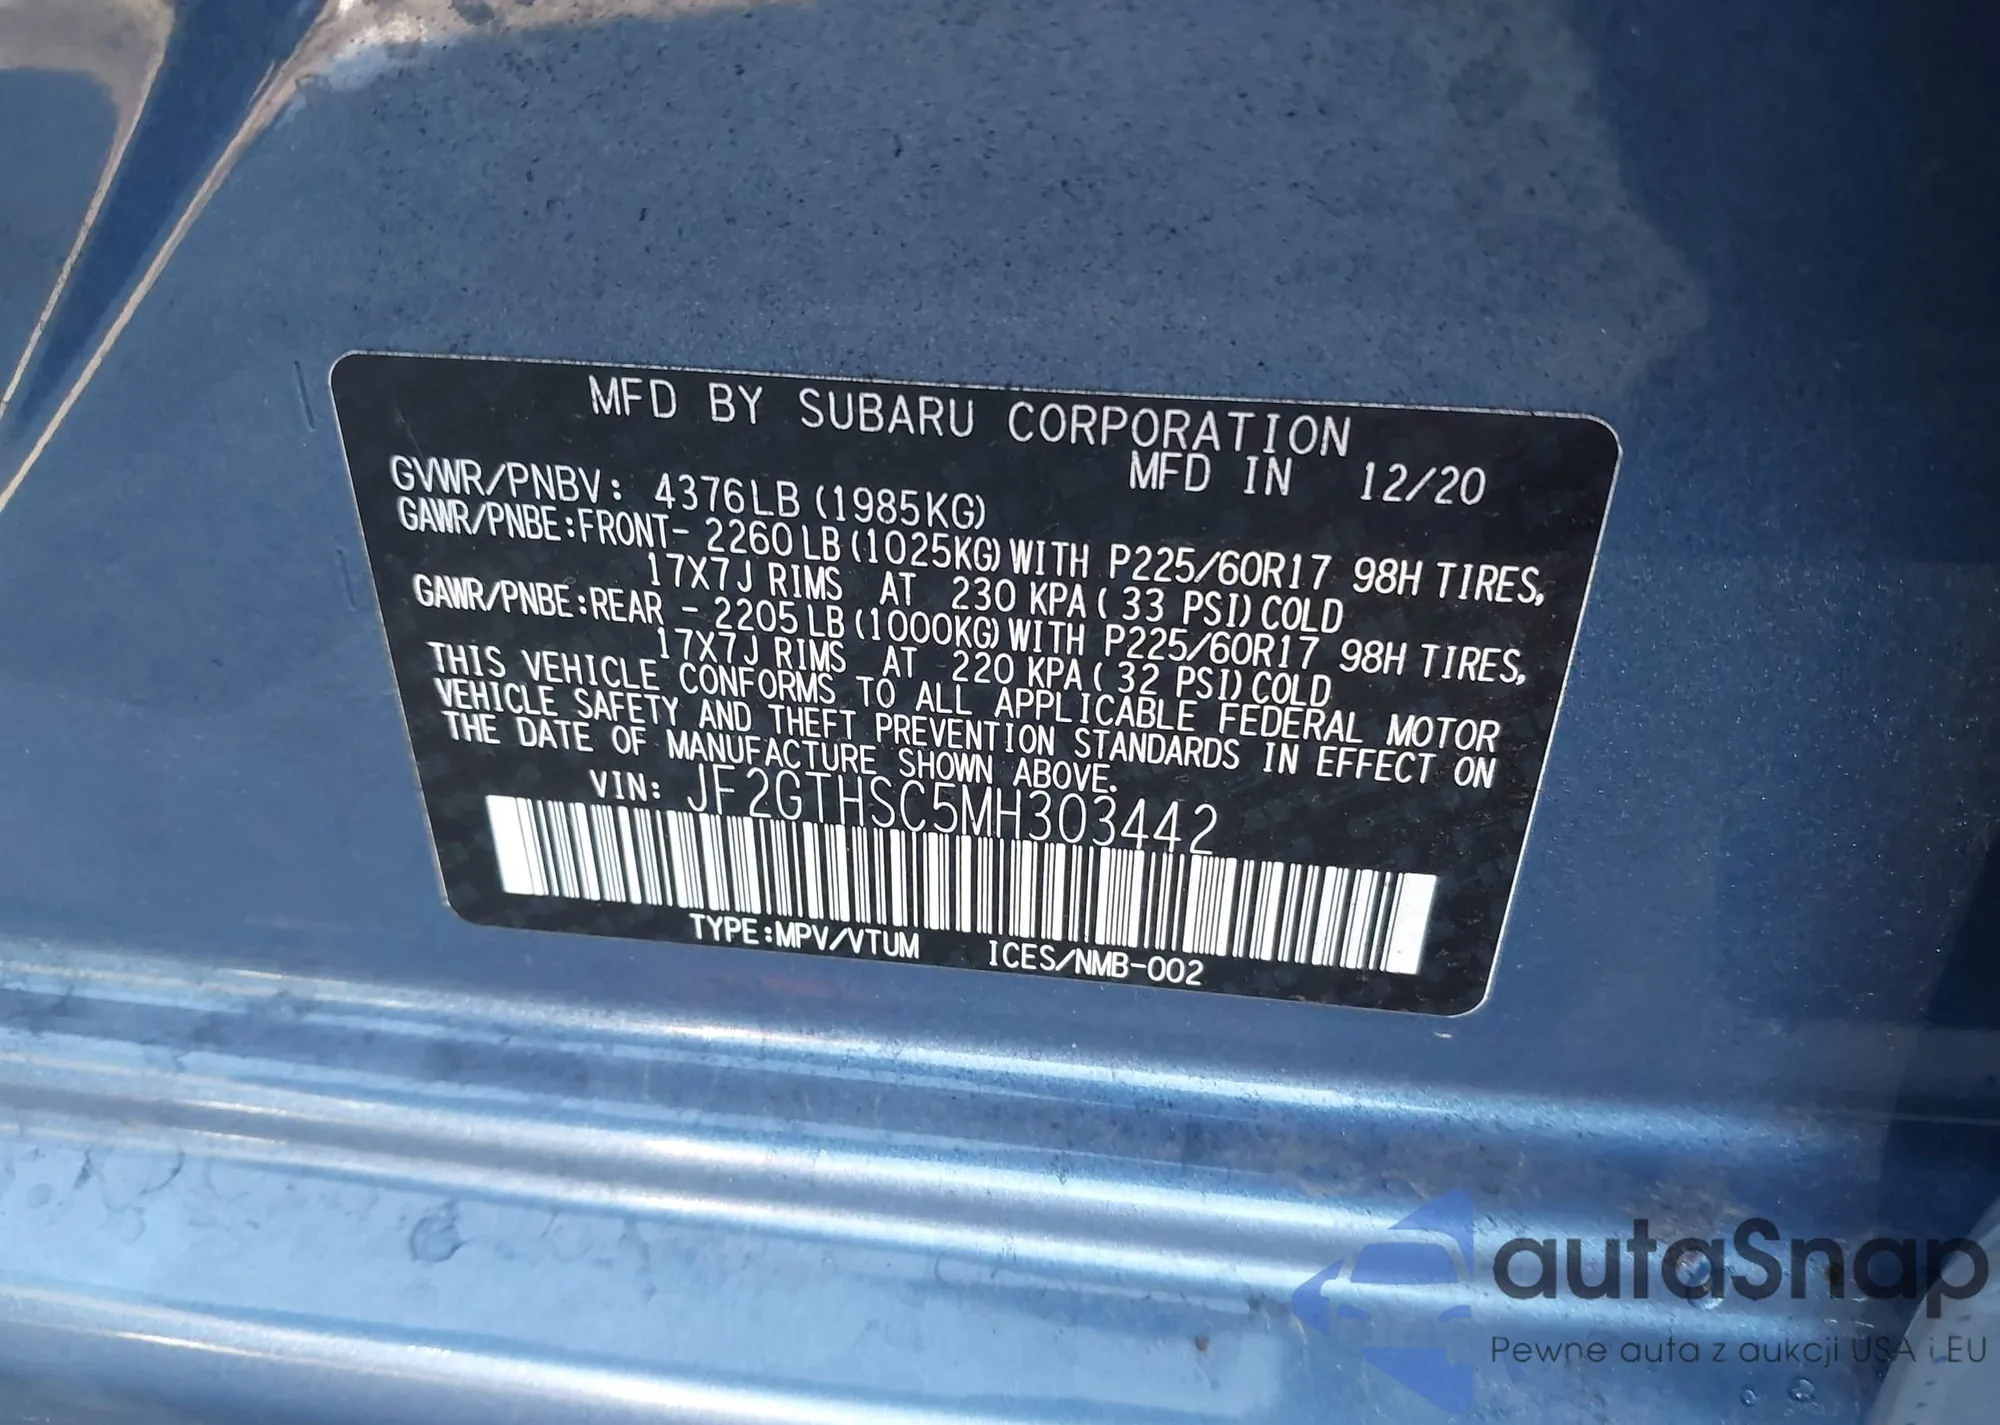 MFD BY SUBARU CORPORATION
MFD IN 12/20
GVWR/PNBV: 4376LB (1985KG)
GAWR/PNBE:FRONT- 2260 LB (1025KG) WITH P225/60R17 98H TIRES,
17X7J RIMS AT 230 KPA ( 33 PSI) COLD
GAWR/PNBE:REAR - 2205 LB (1000KG) WITH P225/60R17 98H TIRES,
17X7J RIMS AT 220 KPA ( 32 PSI) COLD
THIS VEHICLE CONFORMS TO ALL APPLICABLE FEDERAL MOTOR
VEHICLE SAFETY AND THEFT PREVENTION STANDARDS IN EFFECT ON
THE DATE OF MANUFACTURE SHOWN ABOVE.
VIN: JF2GTHSC5MH303442
TYPE:MPV/VTUM ICES/NMB-002
autaSnap
Pewne auta z aukcji USA i EU